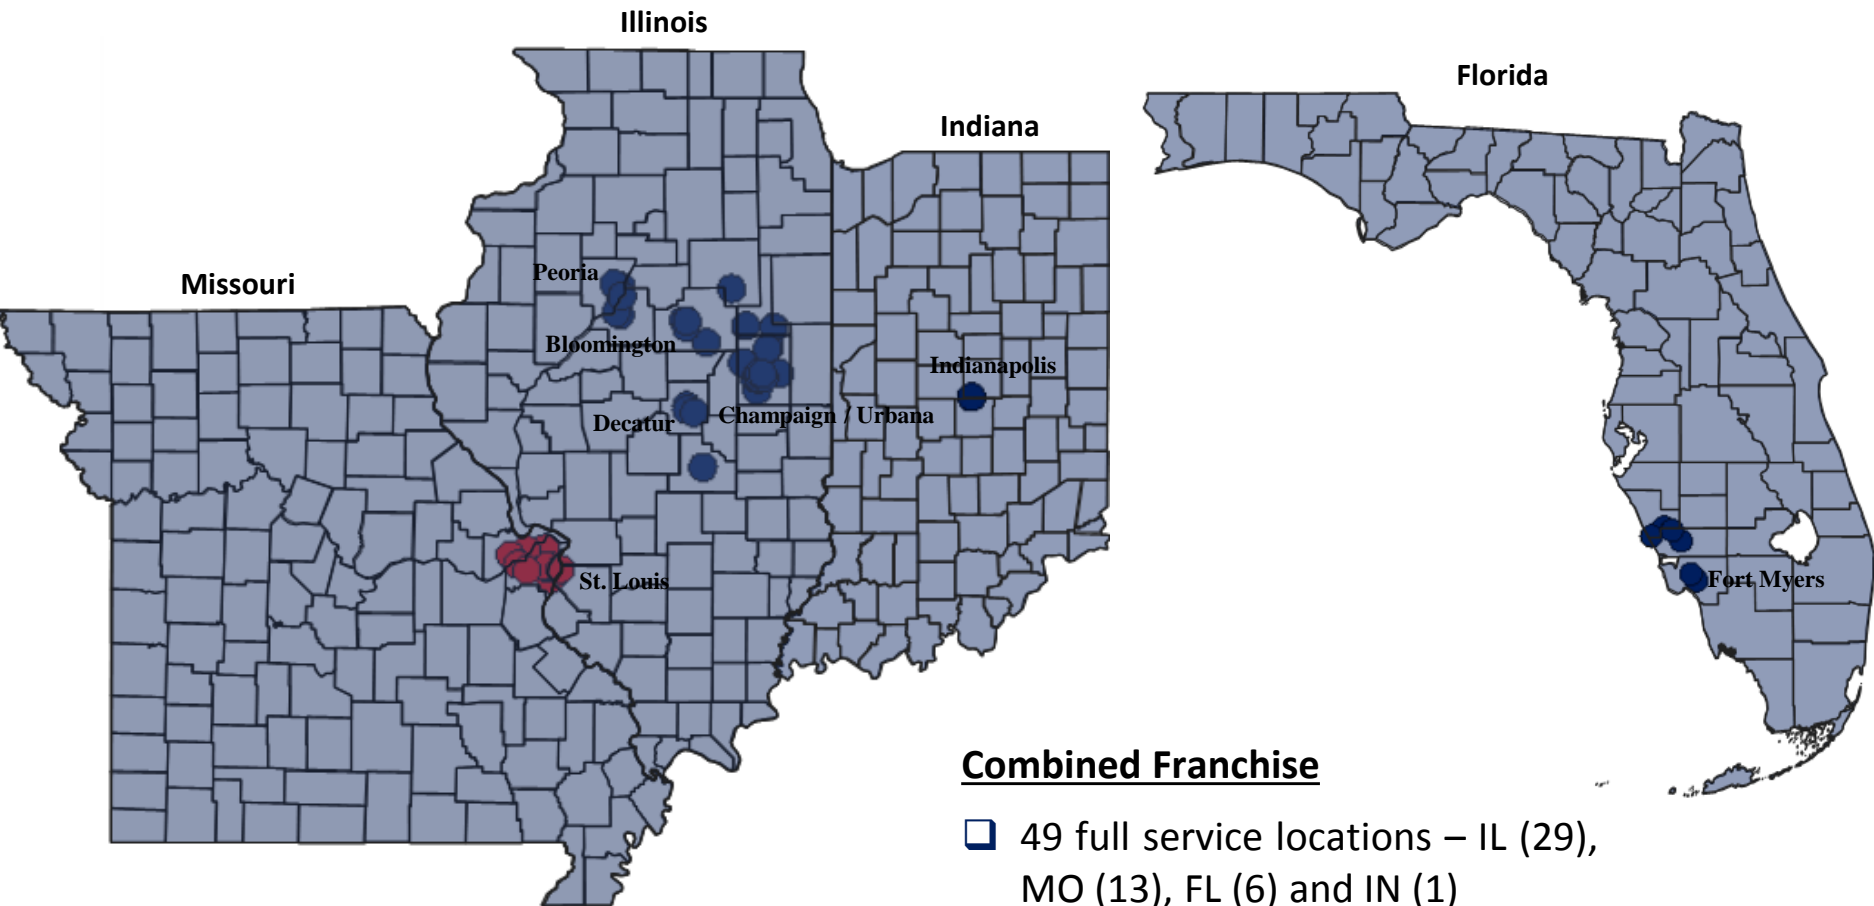 Illinois
Florida
Indiana
Missouri
Peoria
Bloomington
Indianapolis
Decatur
Champaign / Urbana
St. Louis
Fort Myers
Combined Franchise
49 full service locations – IL (29),
MO (13), FL (6) and IN (1)